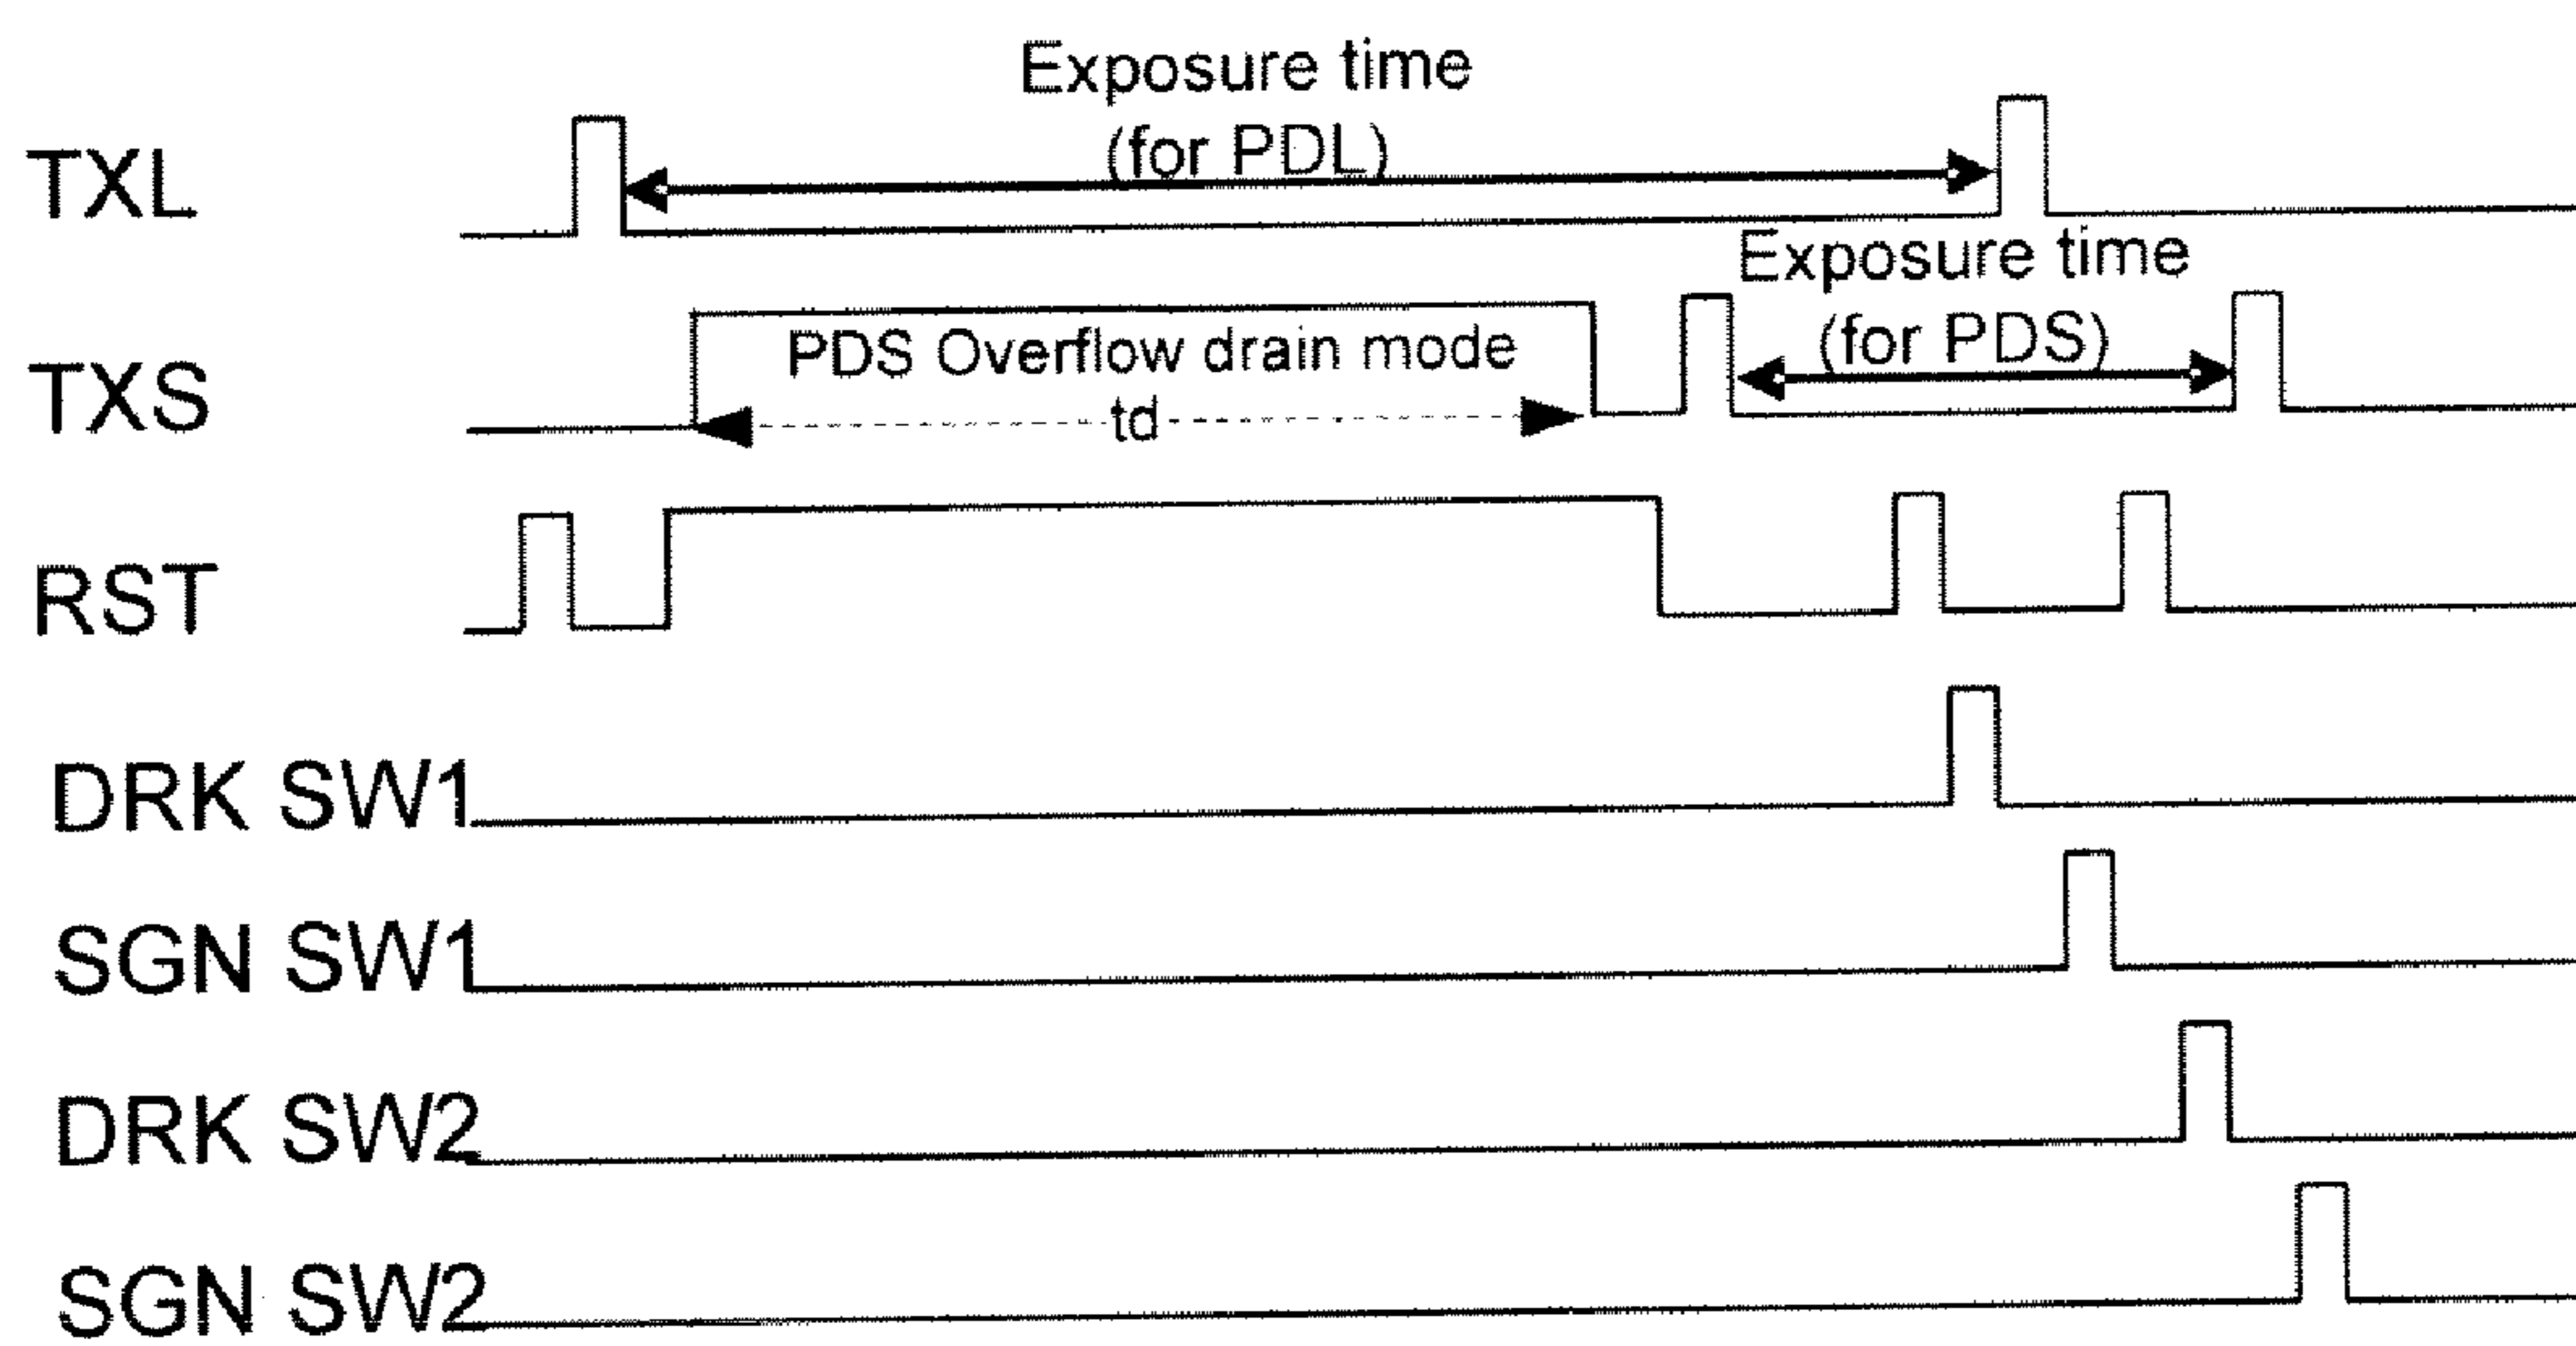 Exposure time
(for PDL)
TXL
Exposure time
(for PDS)
PDS Overflow drain mode
td
TXS
RST
DRK SW1
SGN SW1
DRK SW2
SGN SW2